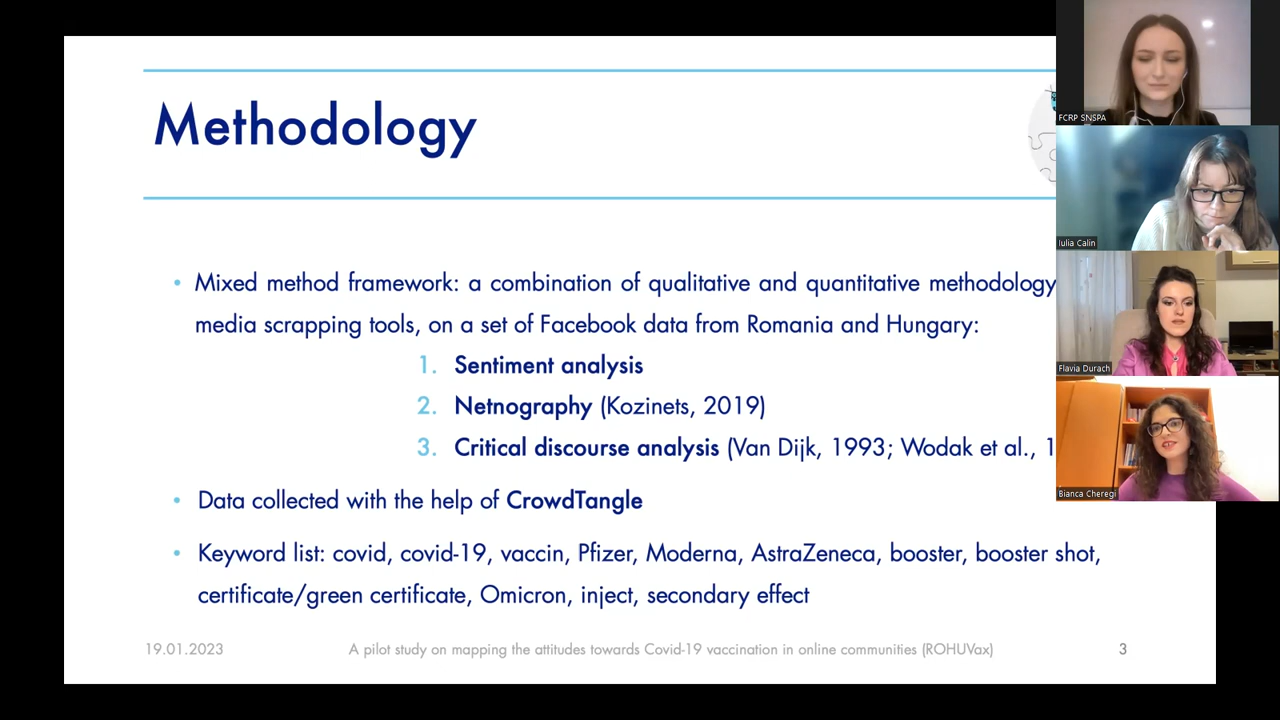 Methodology
• Mixed method framework: a combination of qualitative and quantitative methodology
media scrapping tools, on a set of Facebook data from Romania and Hungary:
1. Sentiment analysis
2. Netnography (Kozinets, 2019)
3. Critical discourse analysis (Van Dijk, 1993; Wodak et al., 1
• Data collected with the help of CrowdTangle
• Keyword list: covid, covid-19, vaccin, Pfizer, Moderna, AstraZeneca, booster, booster shot,
certificate/green certificate, Omicron, inject, secondary effect
19.01.2023
A pilot study on mapping the attitudes towards Covid-19 vaccination in online communities (ROHUVax)
3
FCRP SNSPA
Iulia Calin
Flavia Durach
Bianca Cheregi